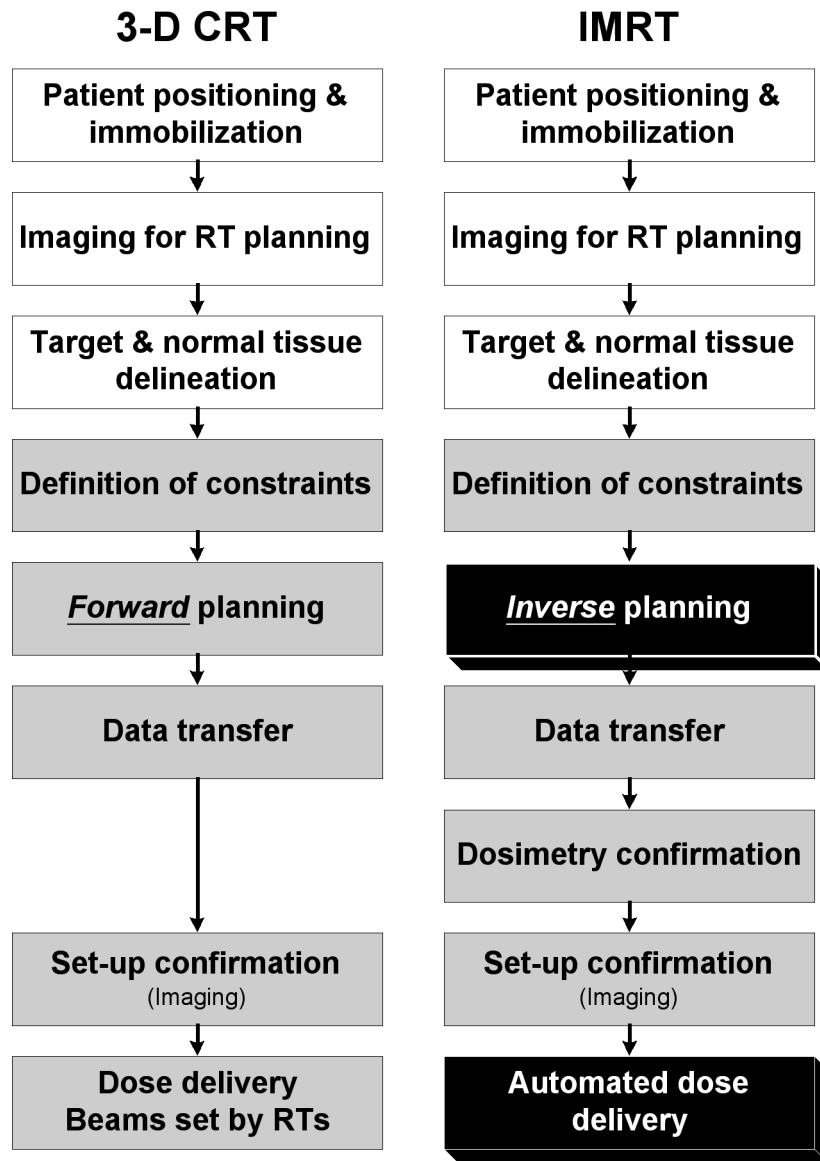 3-D CRT
Patient positioning &
immobilization
Imaging for RT planning
Target & normal tissue
delineation
Definition of constraints
Forward planning
Data transfer
Set-up confirmation
(Imaging)
Dose delivery
Beams set by RTs
IMRT
Patient positioning &
immobilization
Imaging for RT planning
Target & normal tissue
delineation
Definition of constraints
Inverse planning
Data transfer
Dosimetry confirmation
Set-up confirmation
(Imaging)
Automated dose
delivery